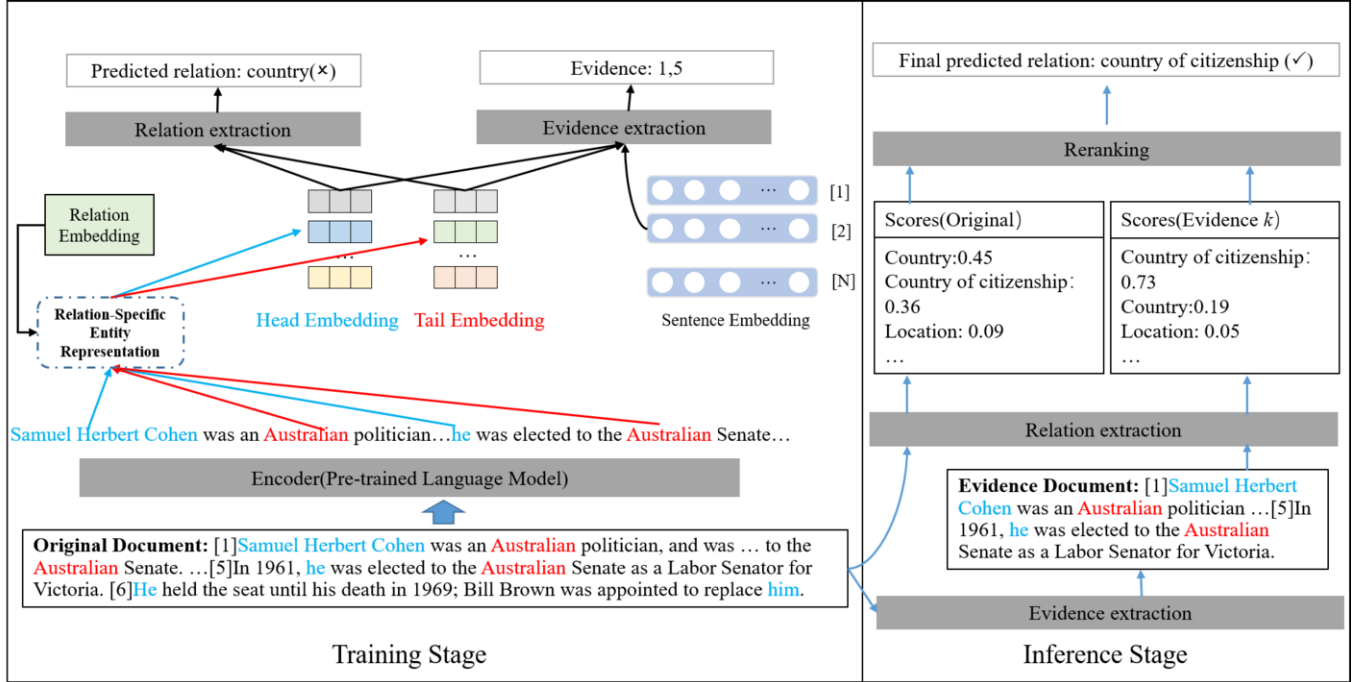 Predicted relation: country(×)
Evidence: 1,5
Relation extraction
Evidence extraction
Relation
Embedding
[1]
[2]
…
[N]
Relation-Specific
Entity
Representation
Head Embedding
Tail Embedding
Sentence Embedding
Samuel Herbert Cohen was an Australian politician…he was elected to the Australian Senate…
Encoder(Pre-trained Language Model)
Original Document: [1]Samuel Herbert Cohen was an Australian politician, and was … to the
Australian Senate. …[5]In 1961, he was elected to the Australian Senate as a Labor Senator for
Victoria. [6]He held the seat until his death in 1969; Bill Brown was appointed to replace him.
Training Stage
Final predicted relation: country of citizenship (✓)
Reranking
Scores(Original)
Country:0.45
Country of citizenship:
0.36
Location: 0.09
…
Scores(Evidence k)
Country of citizenship:
0.73
Country:0.19
Location: 0.05
…
Relation extraction
Evidence Document: [1]Samuel Herbert
Cohen was an Australian politician …[5]In
1961, he was elected to the Australian
Senate as a Labor Senator for Victoria.
Evidence extraction
Inference Stage